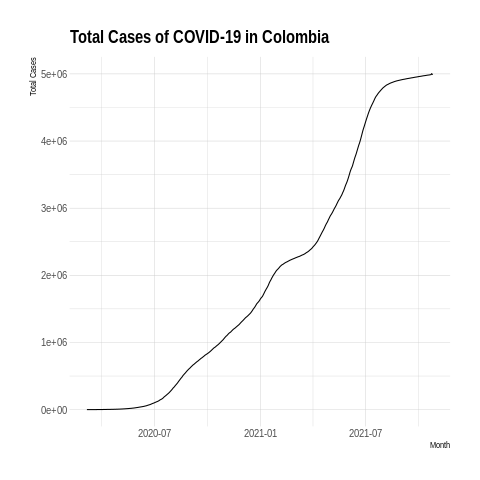 Total Cases of COVID-19 in Colombia
Total Cases
5e+06
4e+06
3e+06
2e+06
1e+06
0e+00
2020-07 2021-01 2021-07
Month